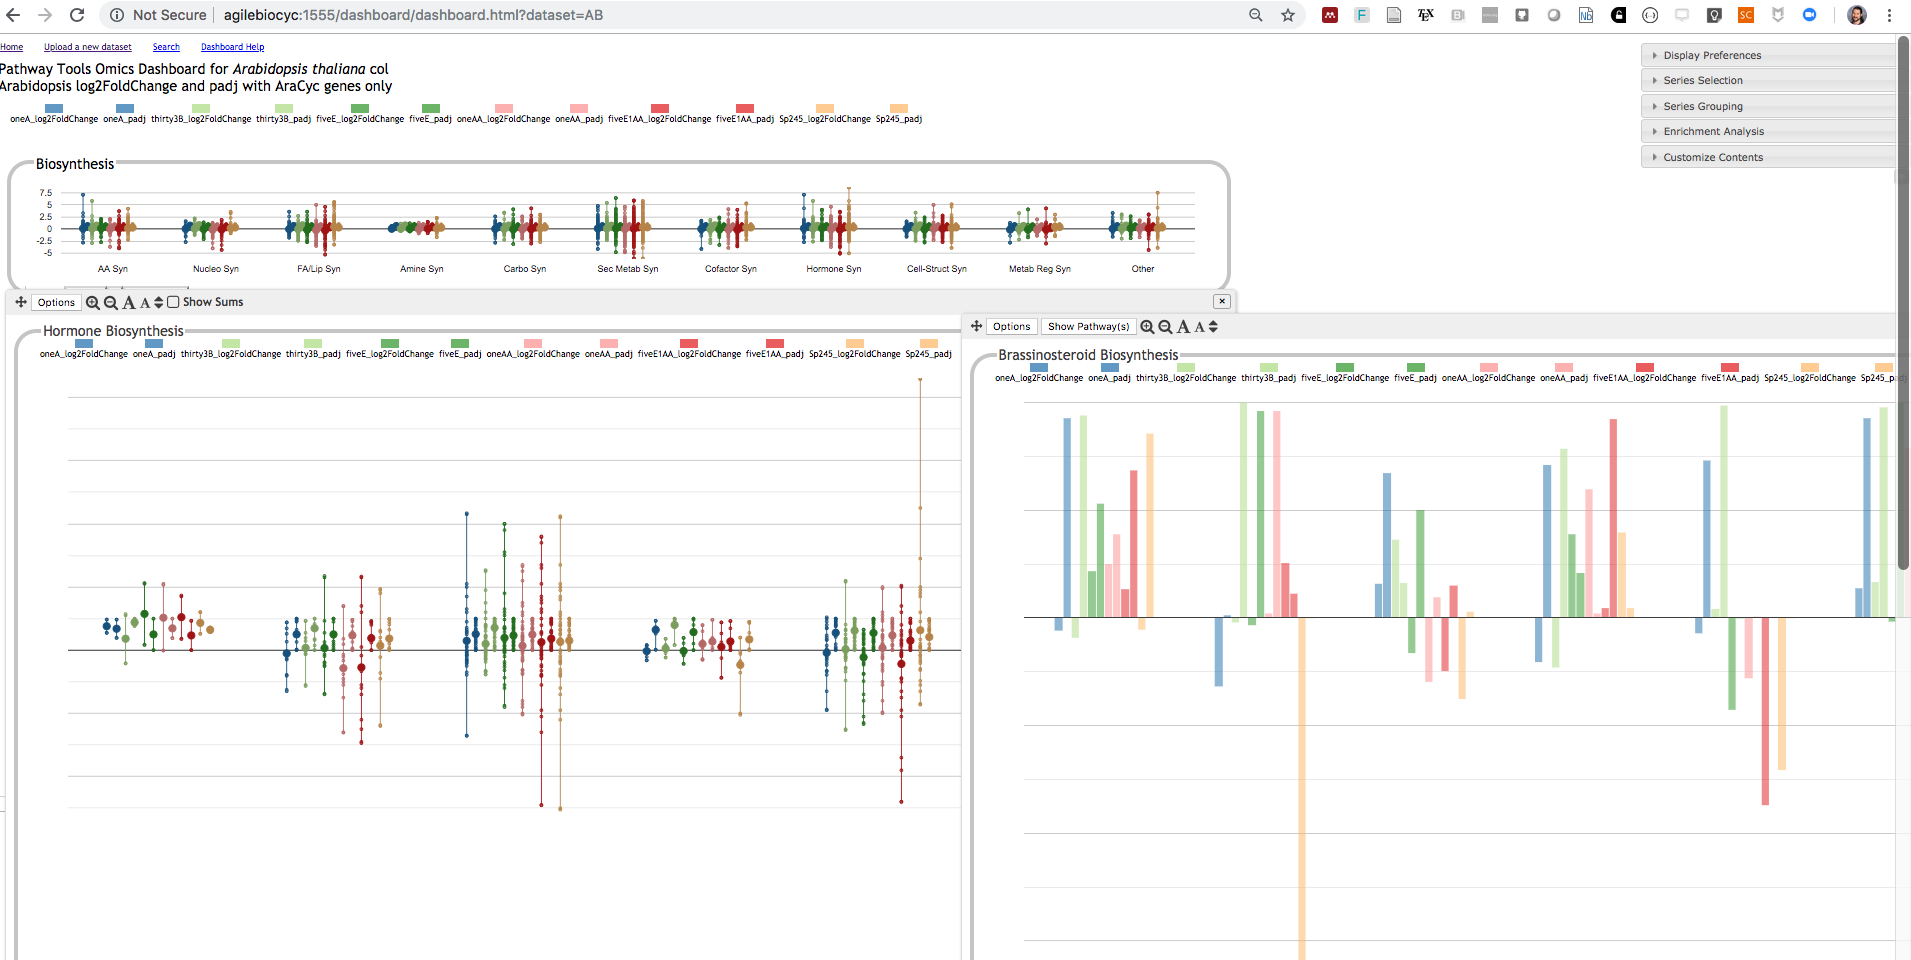 Not Secure
agilebiocyc:1555/dashboard/dashboard.html?dataset=AB
Home Upload a new dataset Search Dashboard Help
Pathway Tools Omics Dashboard for Arabidopsis thaliana col
Arabidopsis log2FoldChange and padj with AraCyc genes only
oneA_log2FoldChange oneA_padj thirty3B_log2FoldChange thirty3B_padj fiveE_log2FoldChange fiveE_padj oneAA_log2FoldChange oneAA_padj fiveE1AA_log2FoldChange fiveE1AA_padj Sp245_log2FoldChange Sp245_padj
Display Preferences
Series Selection
Series Grouping
Enrichment Analysis
Customize Contents
Biosynthesis
7.5
5
2.5
0
-2.5
-5
AA Syn Nucleo Syn FA/Lip Syn Amine Syn Carbo Syn Sec Metab Syn Cofactor Syn Hormone Syn Cell-Struct Syn Metab Reg Syn Other
Options A A Show Sums
Hormone Biosynthesis
oneA_log2FoldChange oneA_padj thirty3B_log2FoldChange thirty3B_padj fiveE_log2FoldChange fiveE_padj oneAA_log2FoldChange oneAA_padj fiveE1AA_log2FoldChange fiveE1AA_padj Sp245_log2FoldChange Sp245_padj
Options Show Pathway(s) A A
Brassinosteroid Biosynthesis
oneA_log2FoldChange oneA_padj thirty3B_log2FoldChange thirty3B_padj fiveE_log2FoldChange fiveE_padj oneAA_log2FoldChange oneAA_padj fiveE1AA_log2FoldChange fiveE1AA_padj Sp245_log2FoldChange Sp245_pad